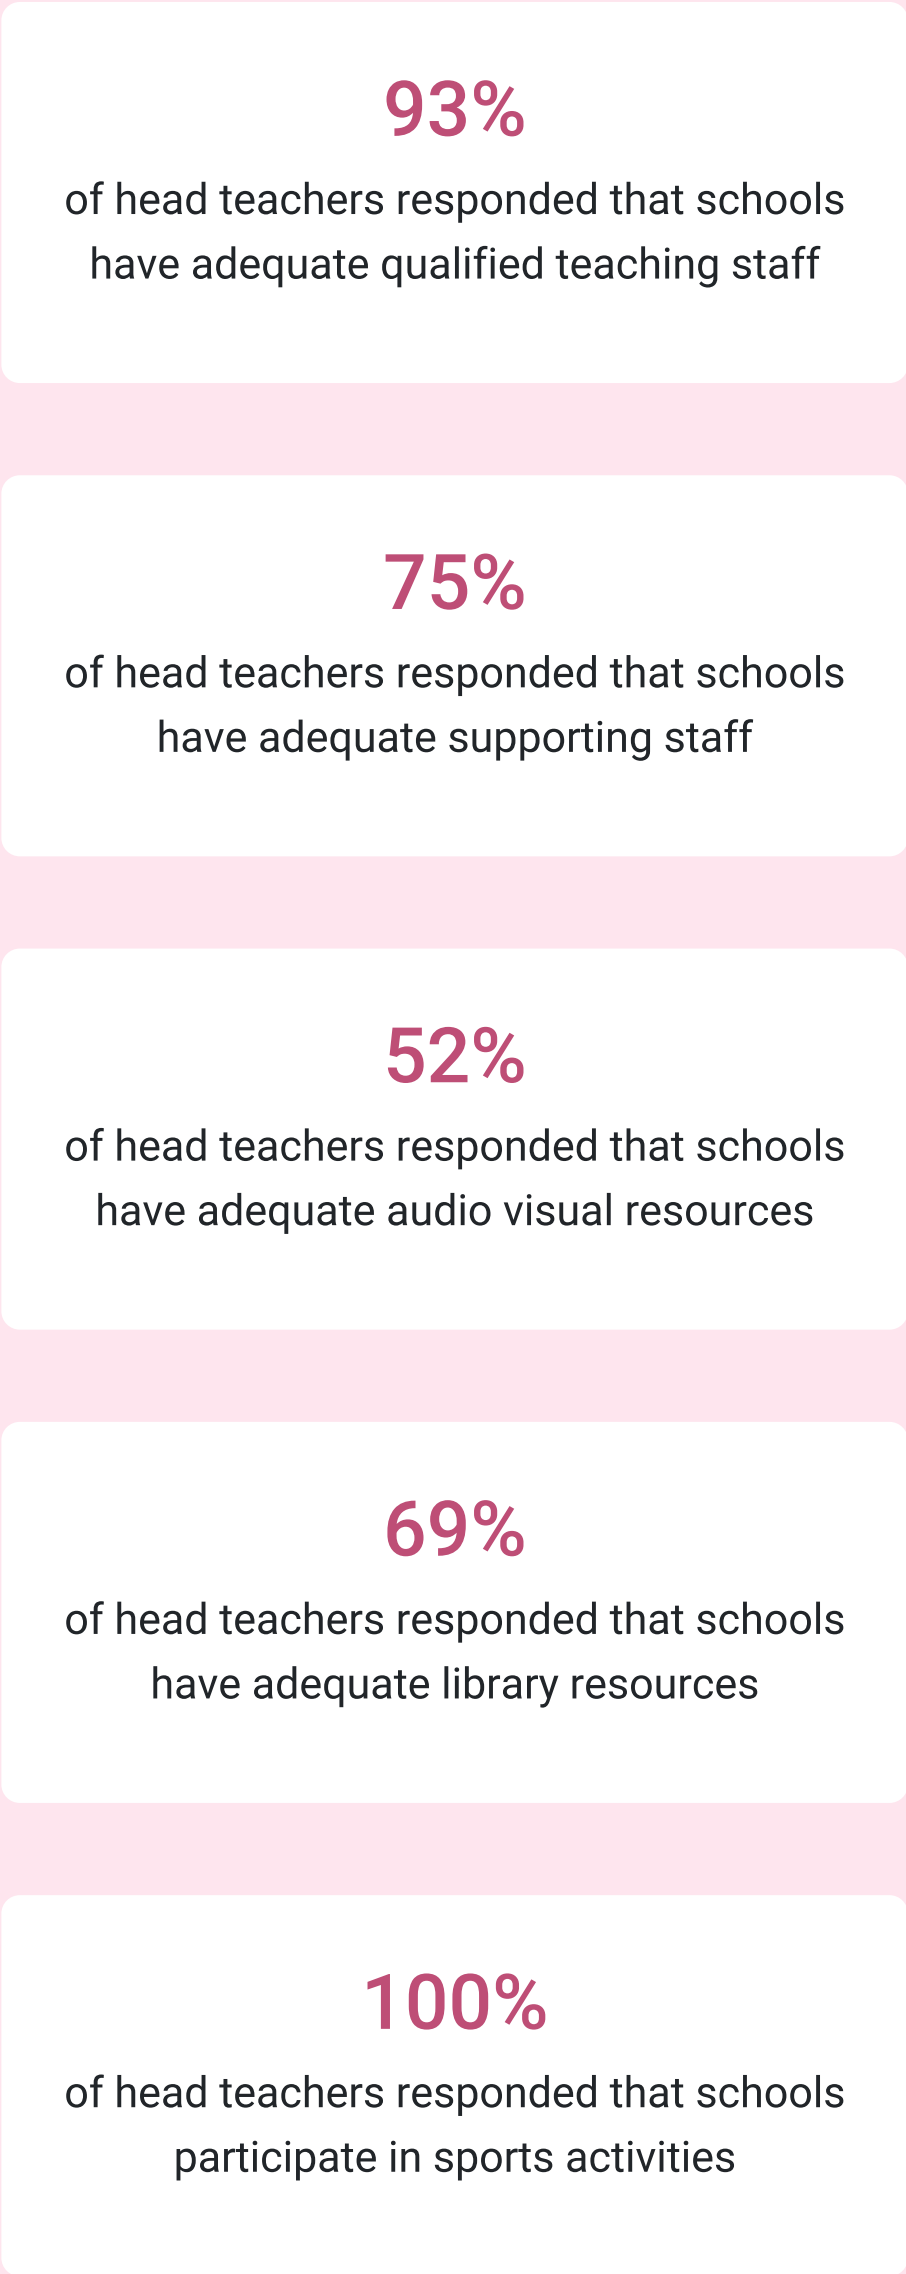 93%
of head teachers responded that schools
have adequate qualified teaching staff
75%
of head teachers responded that schools
have adequate supporting staff
52%
of head teachers responded that schools
have adequate audio visual resources
69%
of head teachers responded that schools
have adequate library resources
100%
of head teachers responded that schools
participate in sports activities